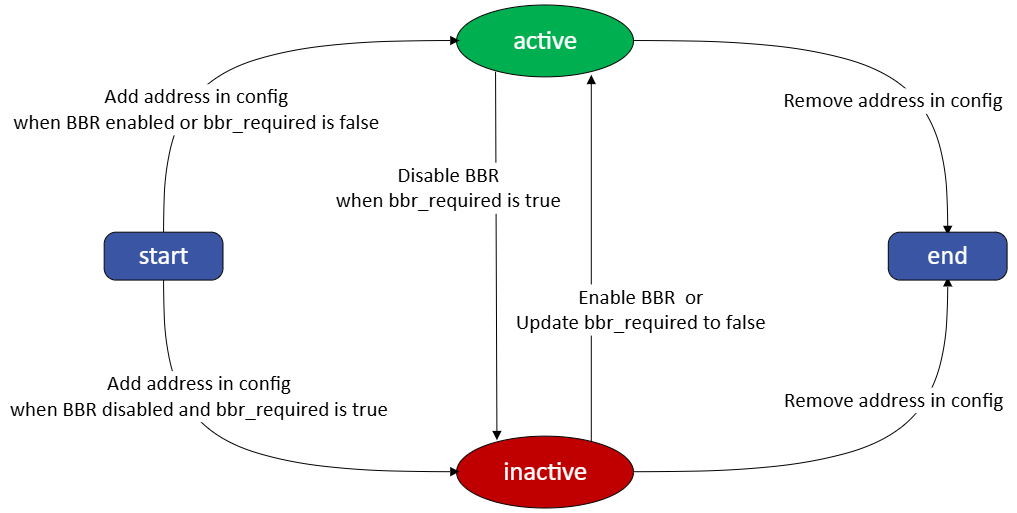 active
Add address in config
when BBR enabled or bbr_required is false
Remove address in config
Disable BBR
when bbr_required is true
start
end
Enable BBR or
Update bbr_required to false
Add address in config
when BBR disabled and bbr_required is true
Remove address in config
inactive